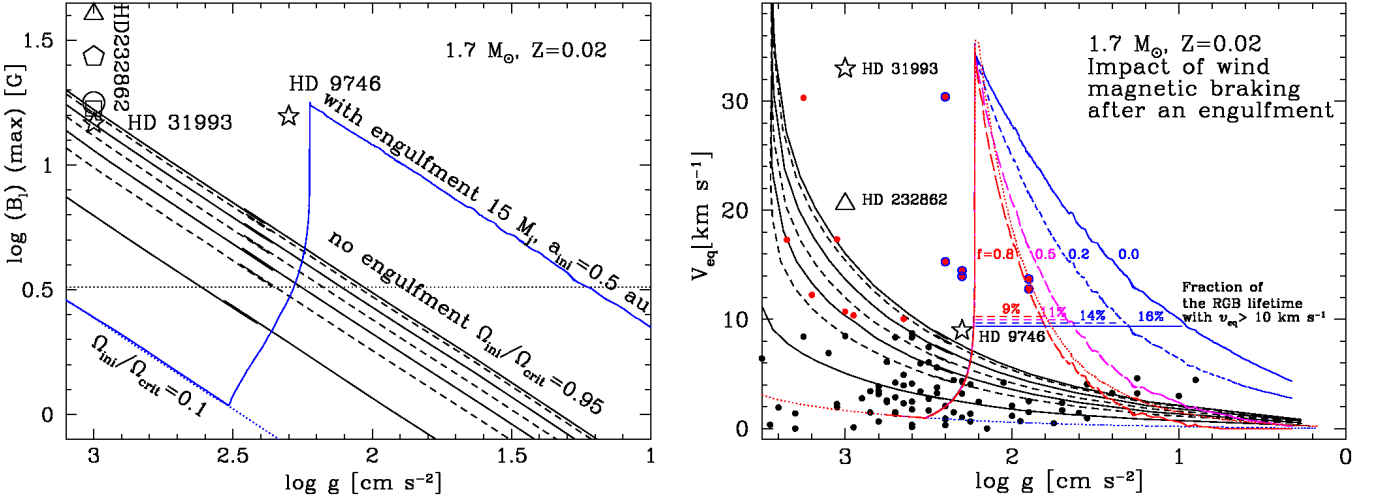 1.7 M⊙, Z=0.02
HD232862
HD 9746
HD 31993
with engulfment 15 Mj, aini=0.5 au
no engulfment Ωini/Ωcrit=0.95
Ωini/Ωcrit=0.1
log ⟨Bl⟩ (max) [G]
1.5
1
0.5
0
3 2.5 2 1.5 1
log g [cm s−2]
1.7 M⊙, Z=0.02
Impact of wind
magnetic braking
after an engulfment
HD 31993
HD 232862
HD 9746
f=0.8 0.5 0.2 0.0
9% 11% 14% 16%
Fraction of
the RGB lifetime
with veq> 10 km s−1
Veq[km s−1]
30
20
10
0
3 2 1 0
log g [cm s−2]